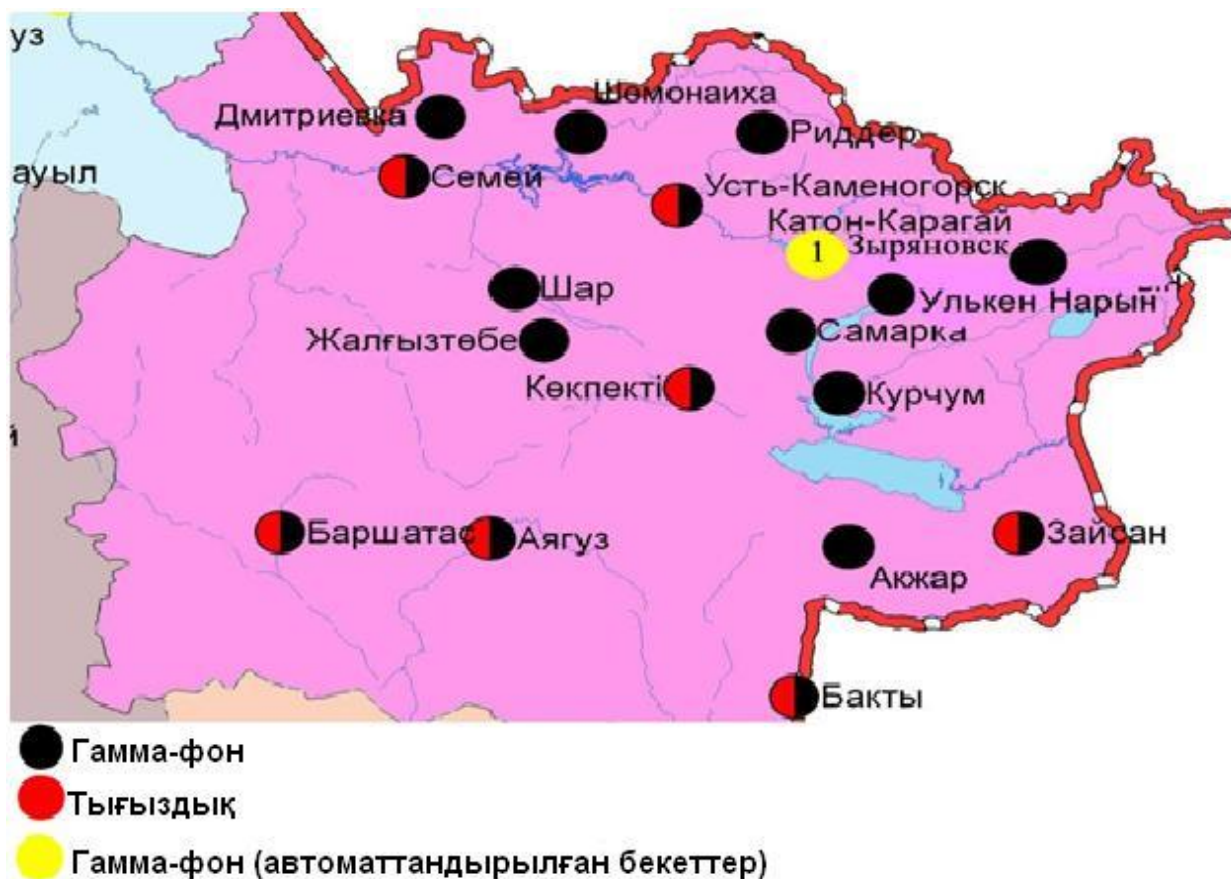 уз
Шемонаиха
Дмитриевка
Риддер
ауыл
Семей
Усть-Каменогорск
Катон-Карагай
1 Зыряновск
Шар
Улькен Нарын
Жалғызтөбе
Самарка
Көкпекті
Курчум
й
Баршатас
Аягуз
Зайсан
Акжар
Бакты
Гамма-фон
Тығыздық
Гамма-фон (автоматтандырылған бекеттер)